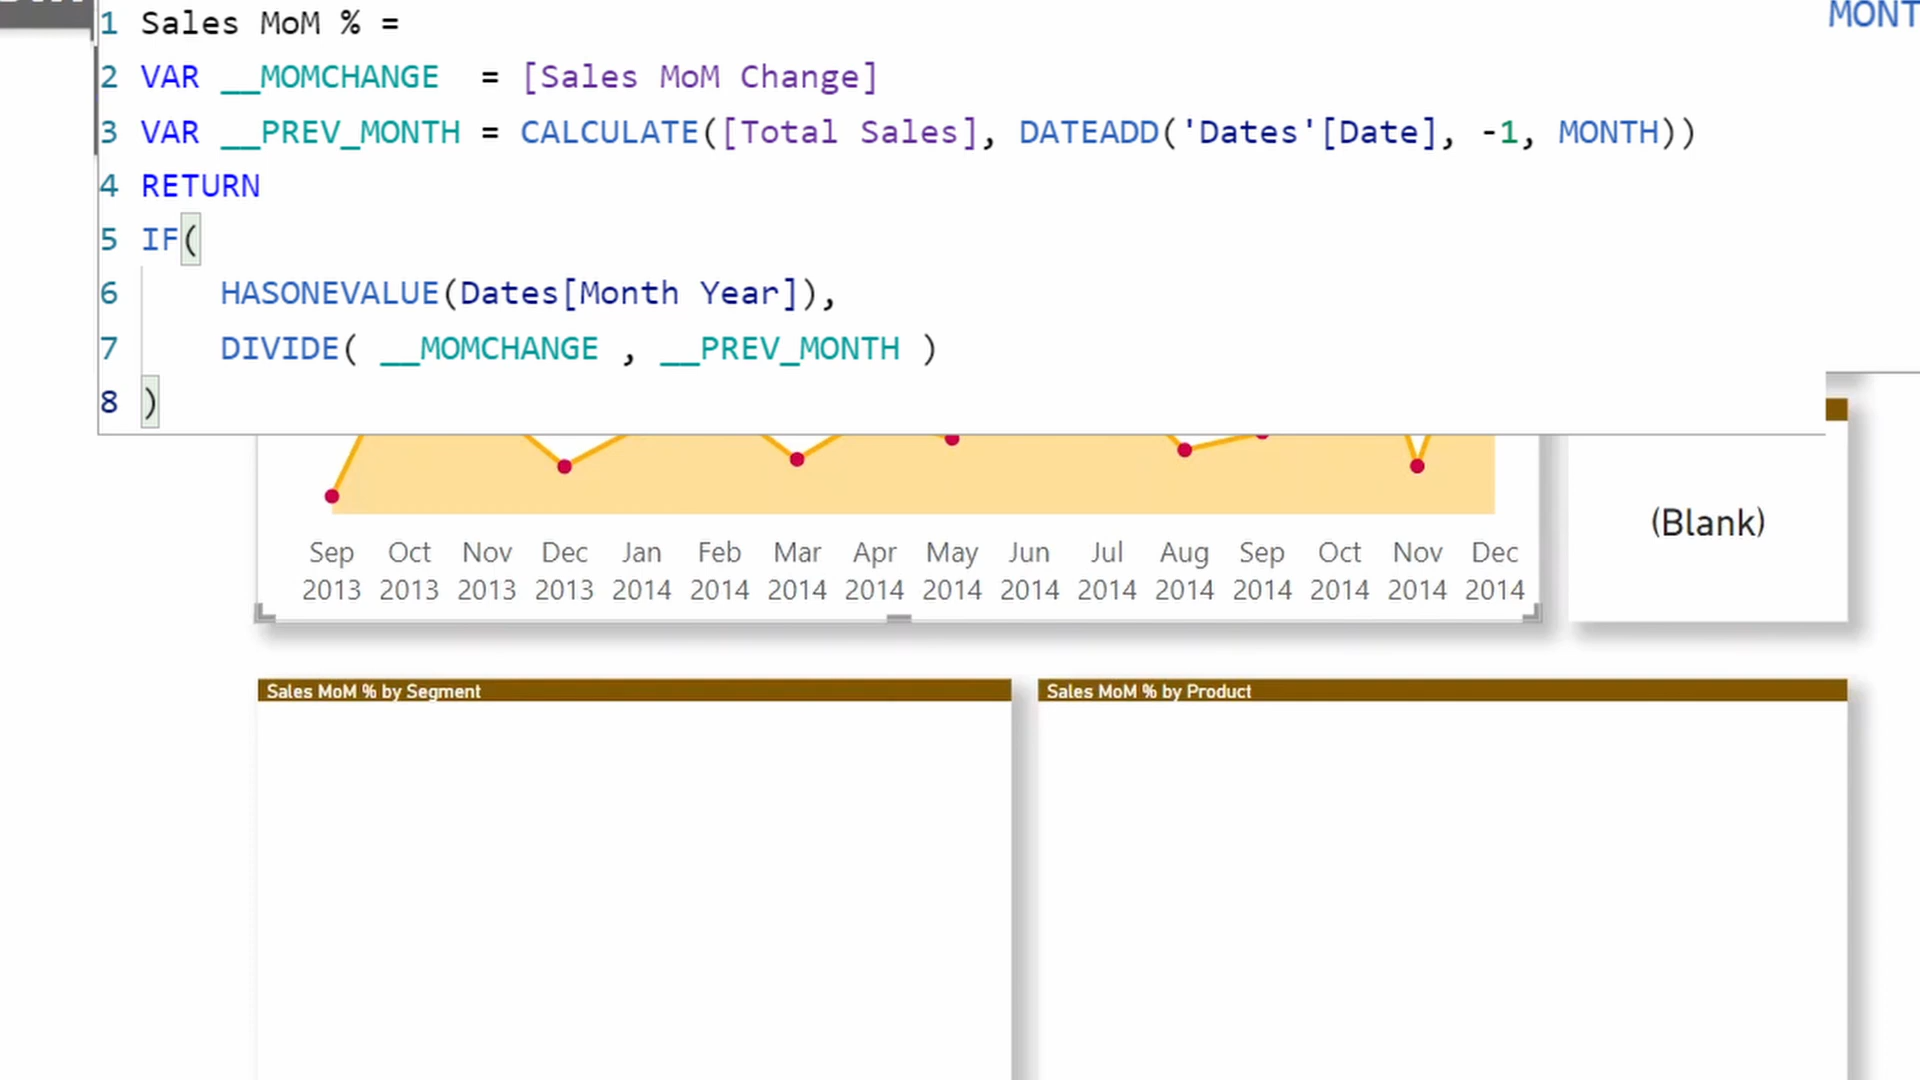 MONT
1 Sales MoM % =
2 VAR __MOMCHANGE = [Sales MoM Change]
3 VAR __PREV_MONTH = CALCULATE([Total Sales], DATEADD('Dates'[Date], -1, MONTH))
4 RETURN
5 IF(
6 HASONEVALUE(Dates[Month Year]),
7 DIVIDE( __MOMCHANGE , __PREV_MONTH )
8 )
(Blank)
Sep Oct Nov Dec Jan Feb Mar Apr May Jun Jul Aug Sep Oct Nov Dec
2013 2013 2013 2013 2014 2014 2014 2014 2014 2014 2014 2014 2014 2014 2014 2014
Sales MoM % by Segment
Sales MoM % by Product